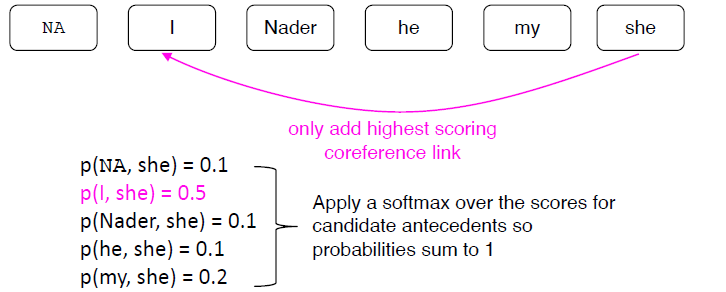 NA I Nader he my she
only add highest scoring
coreference link
p(NA, she) = 0.1
p(I, she) = 0.5
p(Nader, she) = 0.1
p(he, she) = 0.1
p(my, she) = 0.2
Apply a softmax over the scores for
candidate antecedents so
probabilities sum to 1